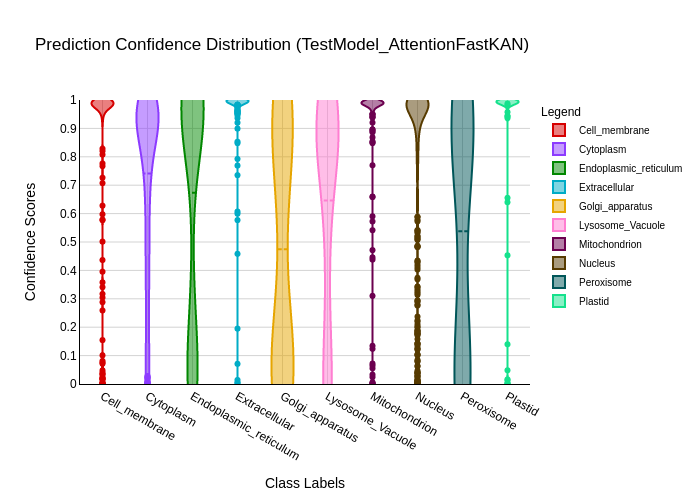 Prediction Confidence Distribution (TestModel_AttentionFastKAN)
Confidence Scores
1
0.9
0.8
0.7
0.6
0.5
0.4
0.3
0.2
0.1
0
Cell_membrane
Cytoplasm
Endoplasmic_reticulum
Extracellular
Golgi_apparatus
Lysosome_Vacuole
Mitochondrion
Nucleus
Peroxisome
Plastid
Class Labels
Legend
Cell_membrane
Cytoplasm
Endoplasmic_reticulum
Extracellular
Golgi_apparatus
Lysosome_Vacuole
Mitochondrion
Nucleus
Peroxisome
Plastid